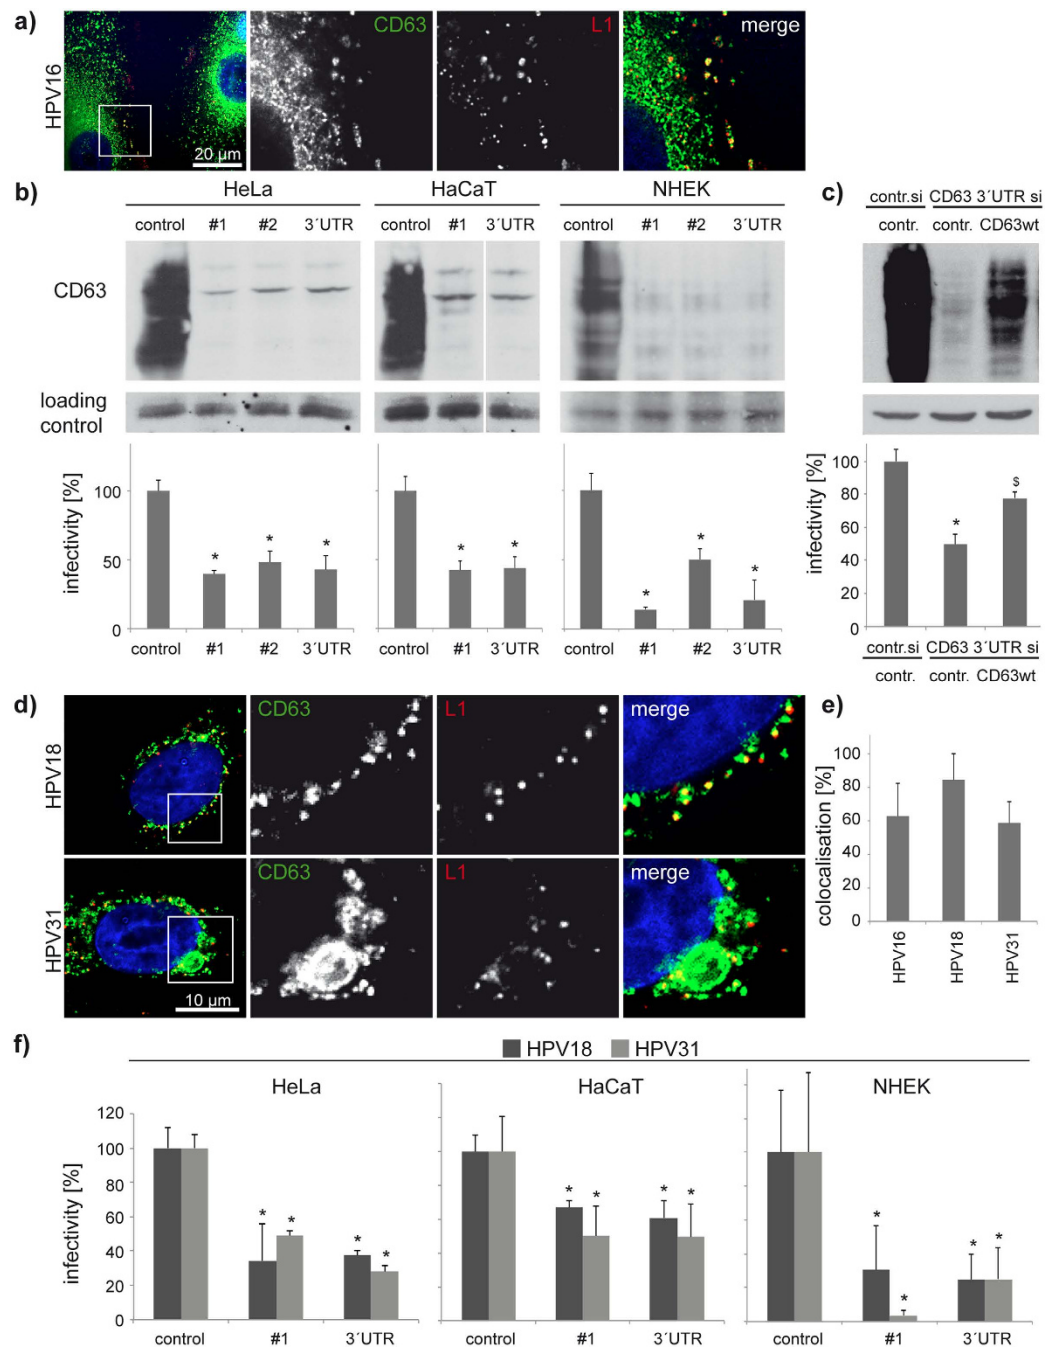 a)
HPV16
CD63
L1
merge
20 µm
b)
HeLa
HaCaT
NHEK
control #1 #2 3´UTR
control #1 3´UTR
control #1 #2 3´UTR
CD63
loading
control
infectivity [%]
100
50
0
* * *
* *
* * *
control #1 #2 3´UTR
control #1 3´UTR
control #1 #2 3´UTR
c)
contr.si CD63 3´UTR si
contr. contr. CD63wt
infectivity [%]
100
80
60
40
20
0
* $
contr.si CD63 3´UTR si
contr. contr. CD63wt
d)
HPV18
CD63
L1
merge
HPV31
CD63
L1
merge
10 µm
e)
colocalisation [%]
100
80
60
40
20
0
HPV16
HPV18
HPV31
f)
HPV18 HPV31
HeLa
HaCaT
NHEK
infectivity [%]
120
100
80
60
40
20
0
* * * *
* * * *
* * * *
control #1 3´UTR
control #1 3´UTR
control #1 3´UTR